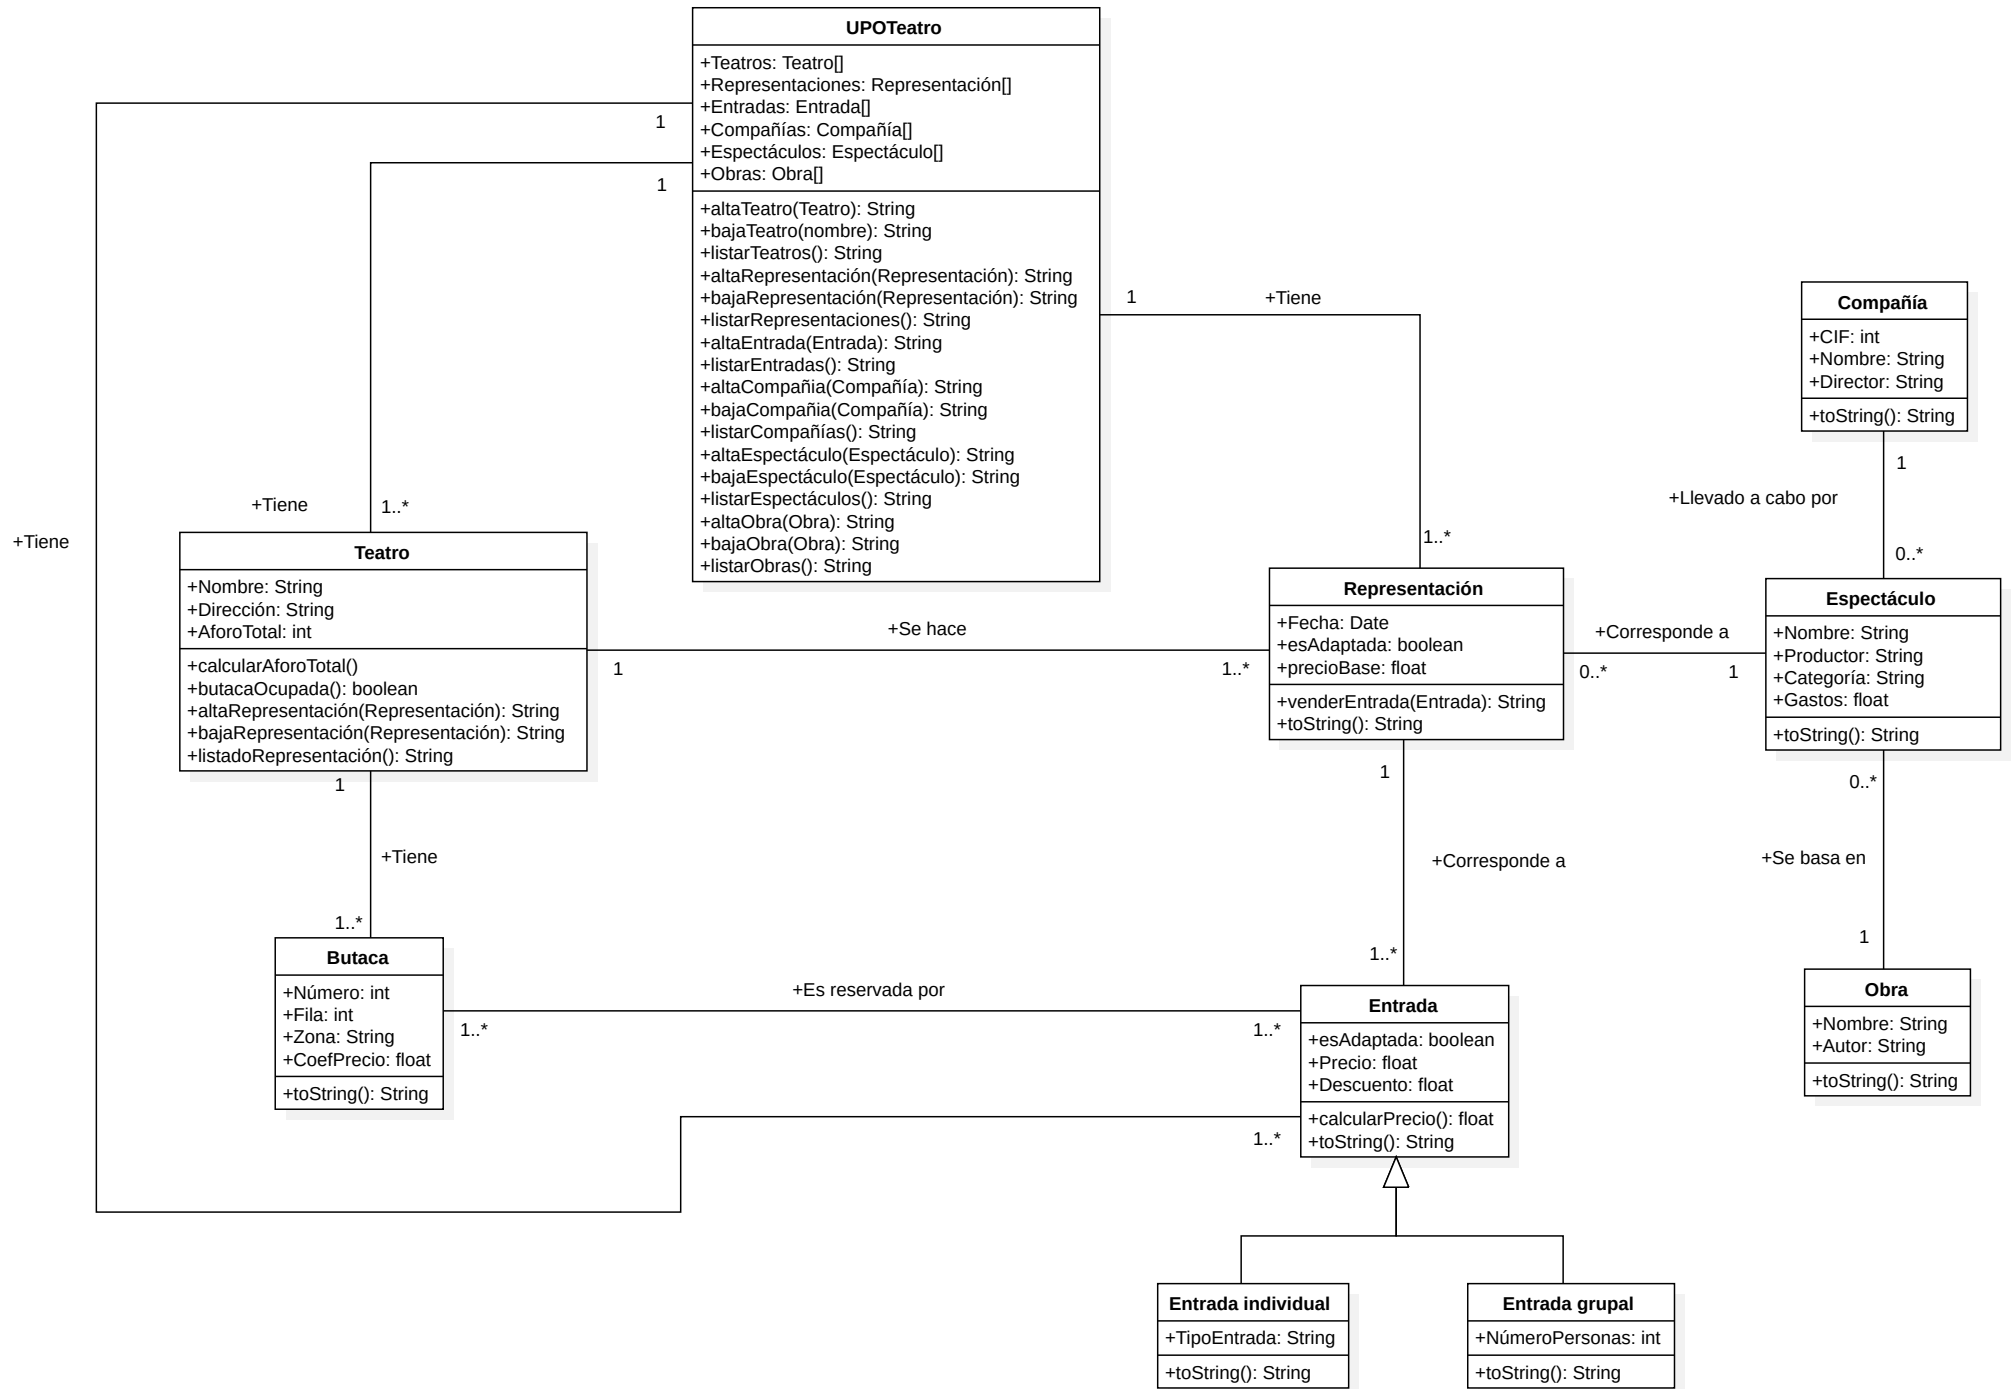 UPOTeatro
+Teatros: Teatro[]
+Representaciones: Representación[]
+Entradas: Entrada[]
+Compañías: Compañía[]
+Espectáculos: Espectáculo[]
+Obras: Obra[]
+altaTeatro(Teatro): String
+bajaTeatro(nombre): String
+listarTeatros(): String
+altaRepresentación(Representación): String
+bajaRepresentación(Representación): String
+listarRepresentaciones(): String
+altaEntrada(Entrada): String
+listarEntradas(): String
+altaCompañia(Compañía): String
+bajaCompañia(Compañía): String
+listarCompañías(): String
+altaEspectáculo(Espectáculo): String
+bajaEspectáculo(Espectáculo): String
+listarEspectáculos(): String
+altaObra(Obra): String
+bajaObra(Obra): String
+listarObras(): String
1
1
1
+Tiene
+Tiene
1..*
+Tiene
1..*
Compañía
+CIF: int
+Nombre: String
+Director: String
+toString(): String
1
+Llevado a cabo por
0..*
Teatro
+Nombre: String
+Dirección: String
+AforoTotal: int
+calcularAforoTotal()
+butacaOcupada(): boolean
+altaRepresentación(Representación): String
+bajaRepresentación(Representación): String
+listadoRepresentación(): String
+Se hace
1
1..*
Representación
+Fecha: Date
+esAdaptada: boolean
+precioBase: float
+venderEntrada(Entrada): String
+toString(): String
+Corresponde a
0..*
1
Espectáculo
+Nombre: String
+Productor: String
+Categoría: String
+Gastos: float
+toString(): String
1
+Tiene
1..*
1
+Corresponde a
1..*
0..*
+Se basa en
1
Butaca
+Número: int
+Fila: int
+Zona: String
+CoefPrecio: float
+toString(): String
+Es reservada por
1..*
1..*
Entrada
+esAdaptada: boolean
+Precio: float
+Descuento: float
+calcularPrecio(): float
+toString(): String
1..*
Obra
+Nombre: String
+Autor: String
+toString(): String
Entrada individual
+TipoEntrada: String
+toString(): String
Entrada grupal
+NúmeroPersonas: int
+toString(): String